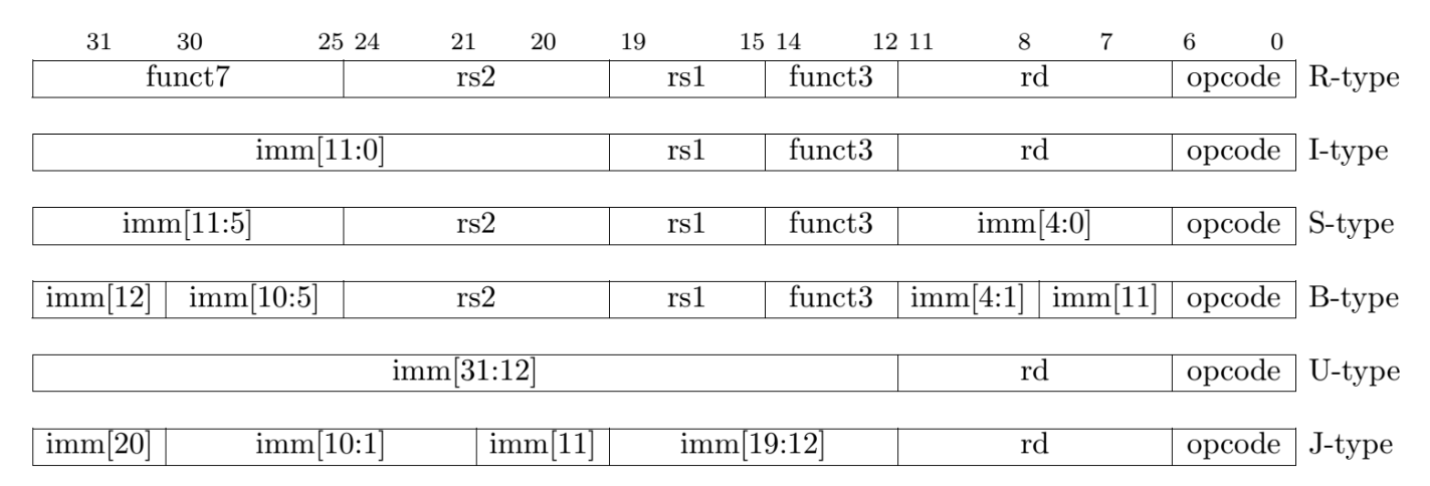 31 30 25 24 21 20 19 15 14 12 11 8 7 6 0
funct7 rs2 rs1 funct3 rd opcode R-type
imm[11:0] rs1 funct3 rd opcode I-type
imm[11:5] rs2 rs1 funct3 imm[4:0] opcode S-type
imm[12] imm[10:5] rs2 rs1 funct3 imm[4:1] imm[11] opcode B-type
imm[31:12] rd opcode U-type
imm[20] imm[10:1] imm[11] imm[19:12] rd opcode J-type